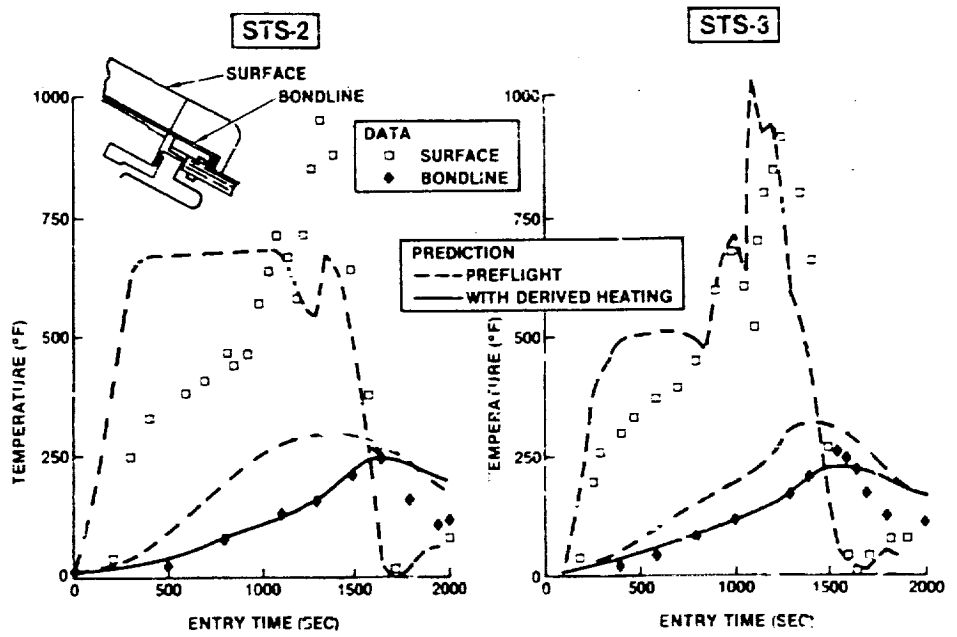 STS-2
STS-3
SURFACE
BONDLINE
DATA
SURFACE
BONDLINE
PREDICTION
PREFLIGHT
WITH DERIVED HEATING
1000
750
500
250
0
TEMPERATURE (°F)
0
500
1000
1500
2000
ENTRY TIME (SEC)
1000
750
500
250
0
TEMPERATURE (°F)
0
500
1000
1500
2000
ENTRY TIME (SEC)